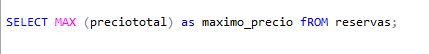 SELECT MAX (preciototal) as maximo_precio fROM reservas;